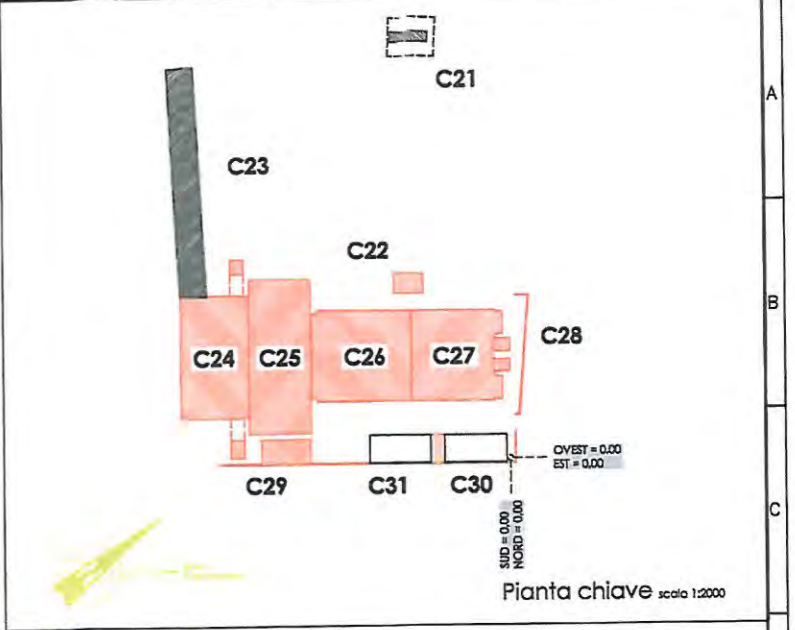 C21
A
C23
C22
B
C28
C24
C25
C26
C27
OVEST = 0.00
EST = 0.00
C29
C31
C30
C
SUD = 0.00
NORD = 0.00
Pianta chiave scala 1:2000